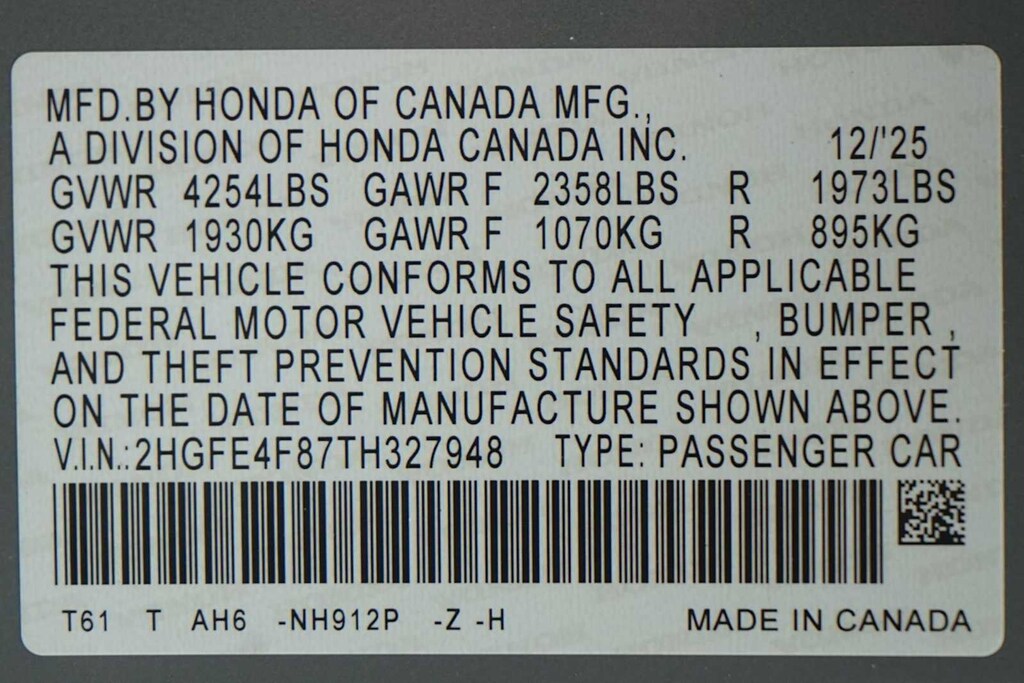 MFD.BY HONDA OF CANADA MFG.,
A DIVISION OF HONDA CANADA INC. 12/'25
GVWR 4254LBS GAWR F 2358LBS R 1973LBS
GVWR 1930KG GAWR F 1070KG R 895KG
THIS VEHICLE CONFORMS TO ALL APPLICABLE
FEDERAL MOTOR VEHICLE SAFETY , BUMPER ,
AND THEFT PREVENTION STANDARDS IN EFFECT
ON THE DATE OF MANUFACTURE SHOWN ABOVE.
V.I.N.:2HGFE4F87TH327948 TYPE: PASSENGER CAR
T61 T AH6 -NH912P -Z -H MADE IN CANADA